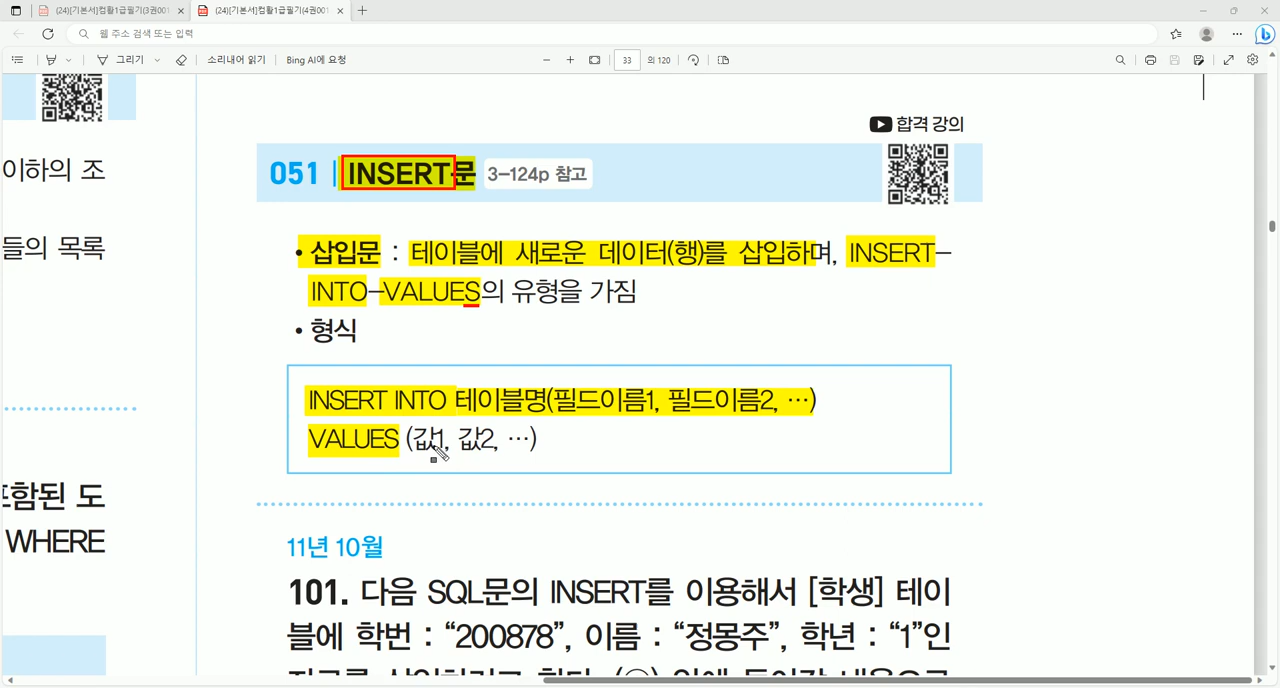 (24)[기본서]컴활1급필기(3권001
(24)[기본서]컴활1급필기(4권001.
웹 주소 검색 또는 입력
그리기
소리내어 읽기
Bing AI에 요청
33
의 120
이하의 조
들의 목록
포함된 도
WHERE
합격 강의
051 INSERT문 3-124p 참고
• 삽입문 : 테이블에 새로운 데이터(행)를 삽입하며, INSERT-
INTO-VALUES의 유형을 가짐
• 형식
INSERT INTO 테이블명(필드이름1, 필드이름2, …)
VALUES (값1, 값2, …)
11년 10월
101. 다음 SQL문의 INSERT를 이용해서 [학생] 테이
블에 학번 : “200878”, 이름 : “정몽주”, 학년 : “1”인